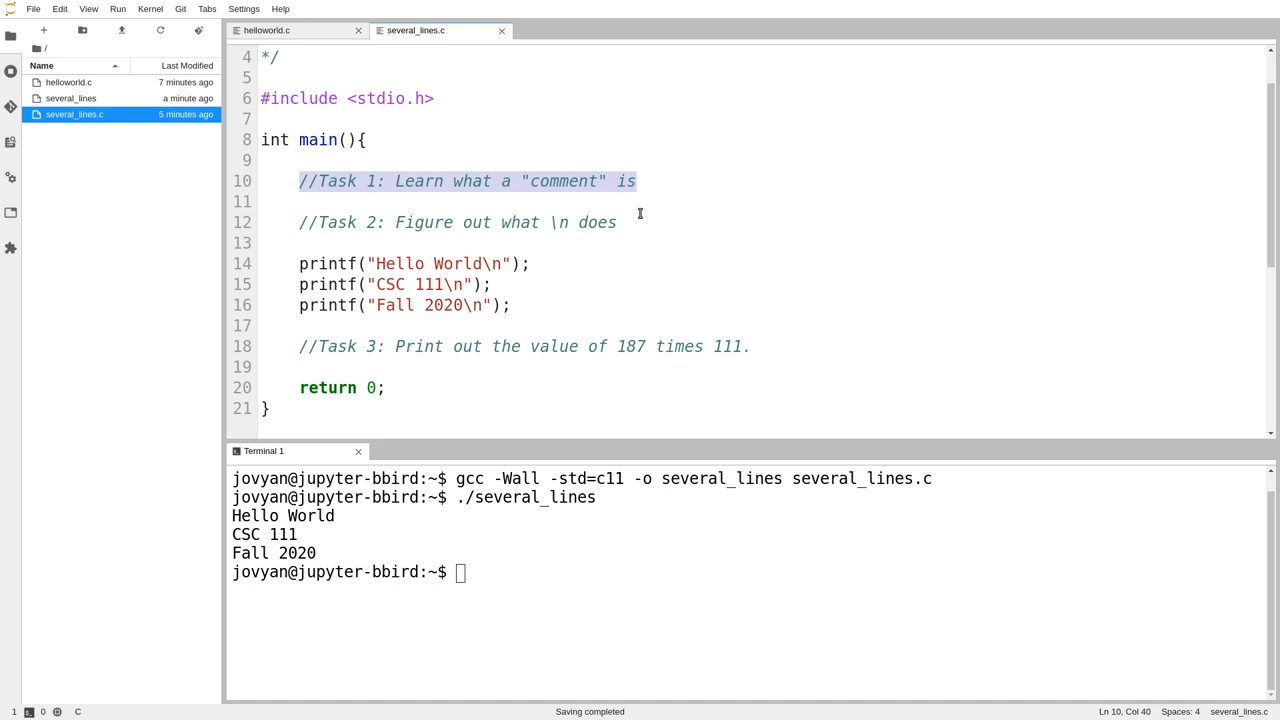 File Edit View Run Kernel Git Tabs Settings Help
helloworld.c
several_lines.c
/
Name Last Modified
helloworld.c 7 minutes ago
several_lines a minute ago
several_lines.c 5 minutes ago
4 */
5
6 #include <stdio.h>
7
8 int main(){
9
10 //Task 1: Learn what a "comment" is
11
12 //Task 2: Figure out what \n does
13
14 printf("Hello World\n");
15 printf("CSC 111\n");
16 printf("Fall 2020\n");
17
18 //Task 3: Print out the value of 187 times 111.
19
20 return 0;
21 }
Terminal 1
jovyan@jupyter-bbird:~$ gcc -Wall -std=c11 -o several_lines several_lines.c
jovyan@jupyter-bbird:~$ ./several_lines
Hello World
CSC 111
Fall 2020
jovyan@jupyter-bbird:~$
1 0 C Saving completed Ln 10, Col 40 Spaces: 4 several_lines.c